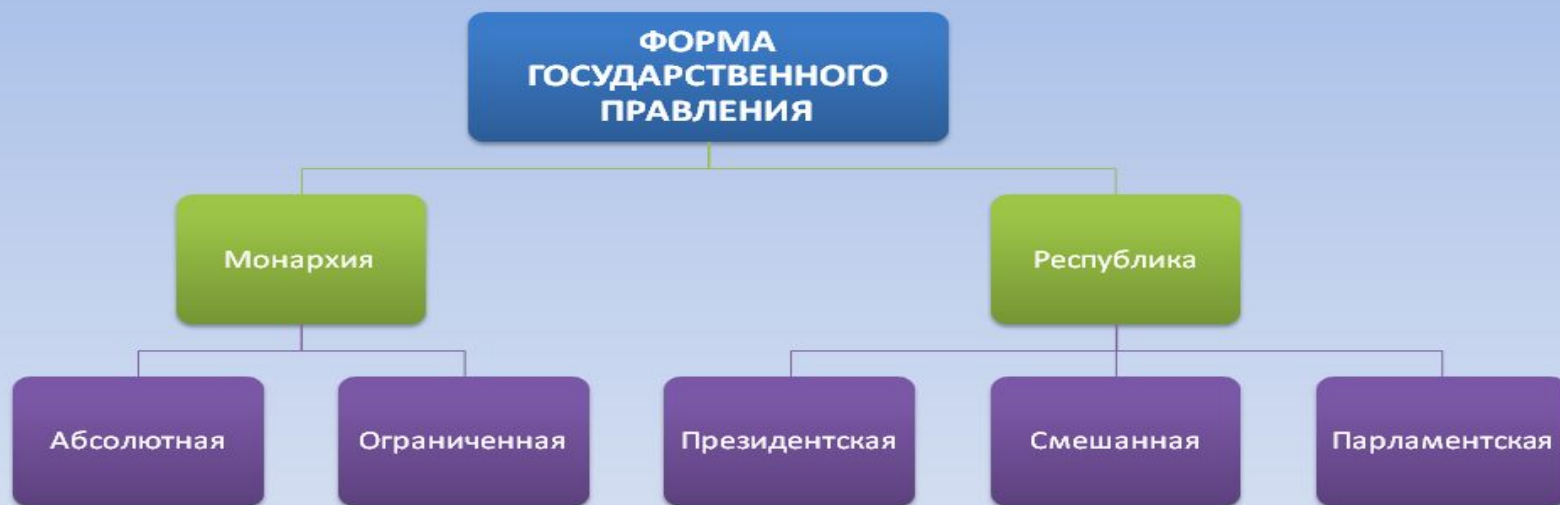 ФОРМА
ГОСУДАРСТВЕННОГО
ПРАВЛЕНИЯ
Монархия
Республика
Абсолютная
Ограниченная
Президентская
Смешанная
Парламентская